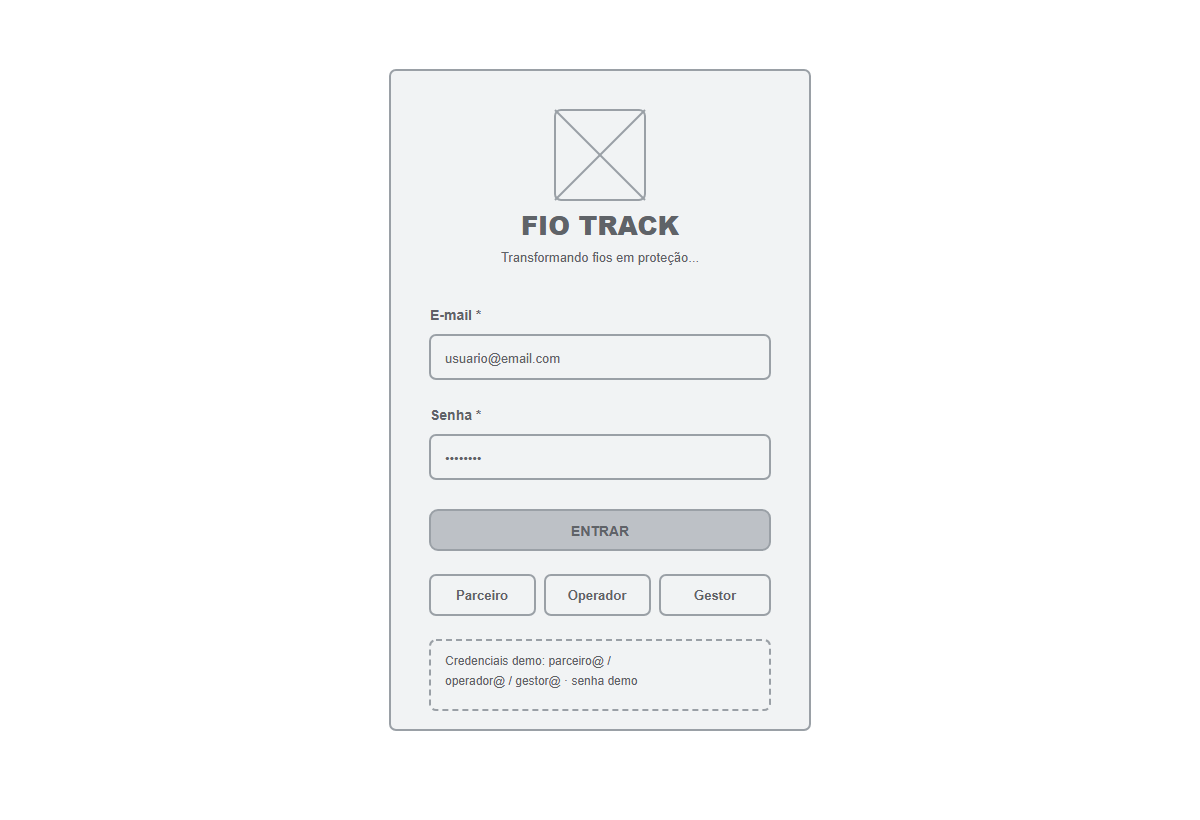 FIO TRACK
Transformando fios em proteção...
E-mail *
usuario@email.com
Senha *
••••••••
ENTRAR
Parceiro
Operador
Gestor
Credenciais demo: parceiro@ /
operador@ / gestor@ · senha demo